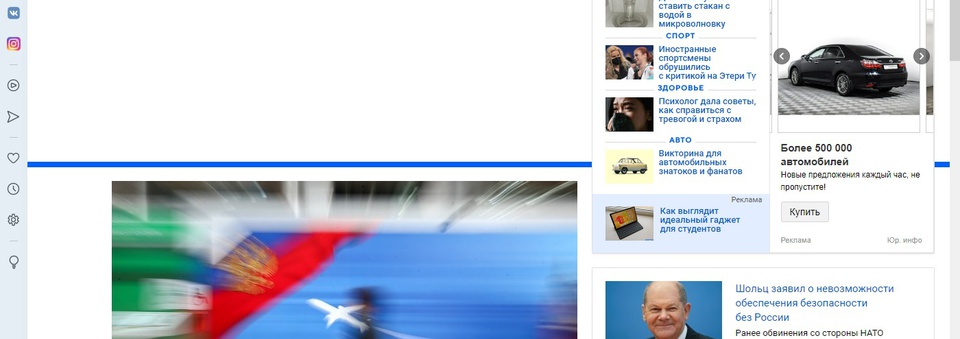 ставить стакан с
водой в
микроволновку
СПОРТ
Иностранные
спортсмены
обрушились
с критикой на Этери Ту
ЗДОРОВЬЕ
Психолог дала советы,
как справиться с
тревогой и страхом
АВТО
Викторина для
автомобильных
знатоков и фанатов
Реклама
Как выглядит
идеальный гаджет
для студентов
Более 500 000
автомобилей
Новые предложения каждый час, не
пропустите!
Купить
Реклама
Юр. инфо
Шольц заявил о невозможности
обеспечения безопасности
без России
Ранее обвинения со стороны НАТО